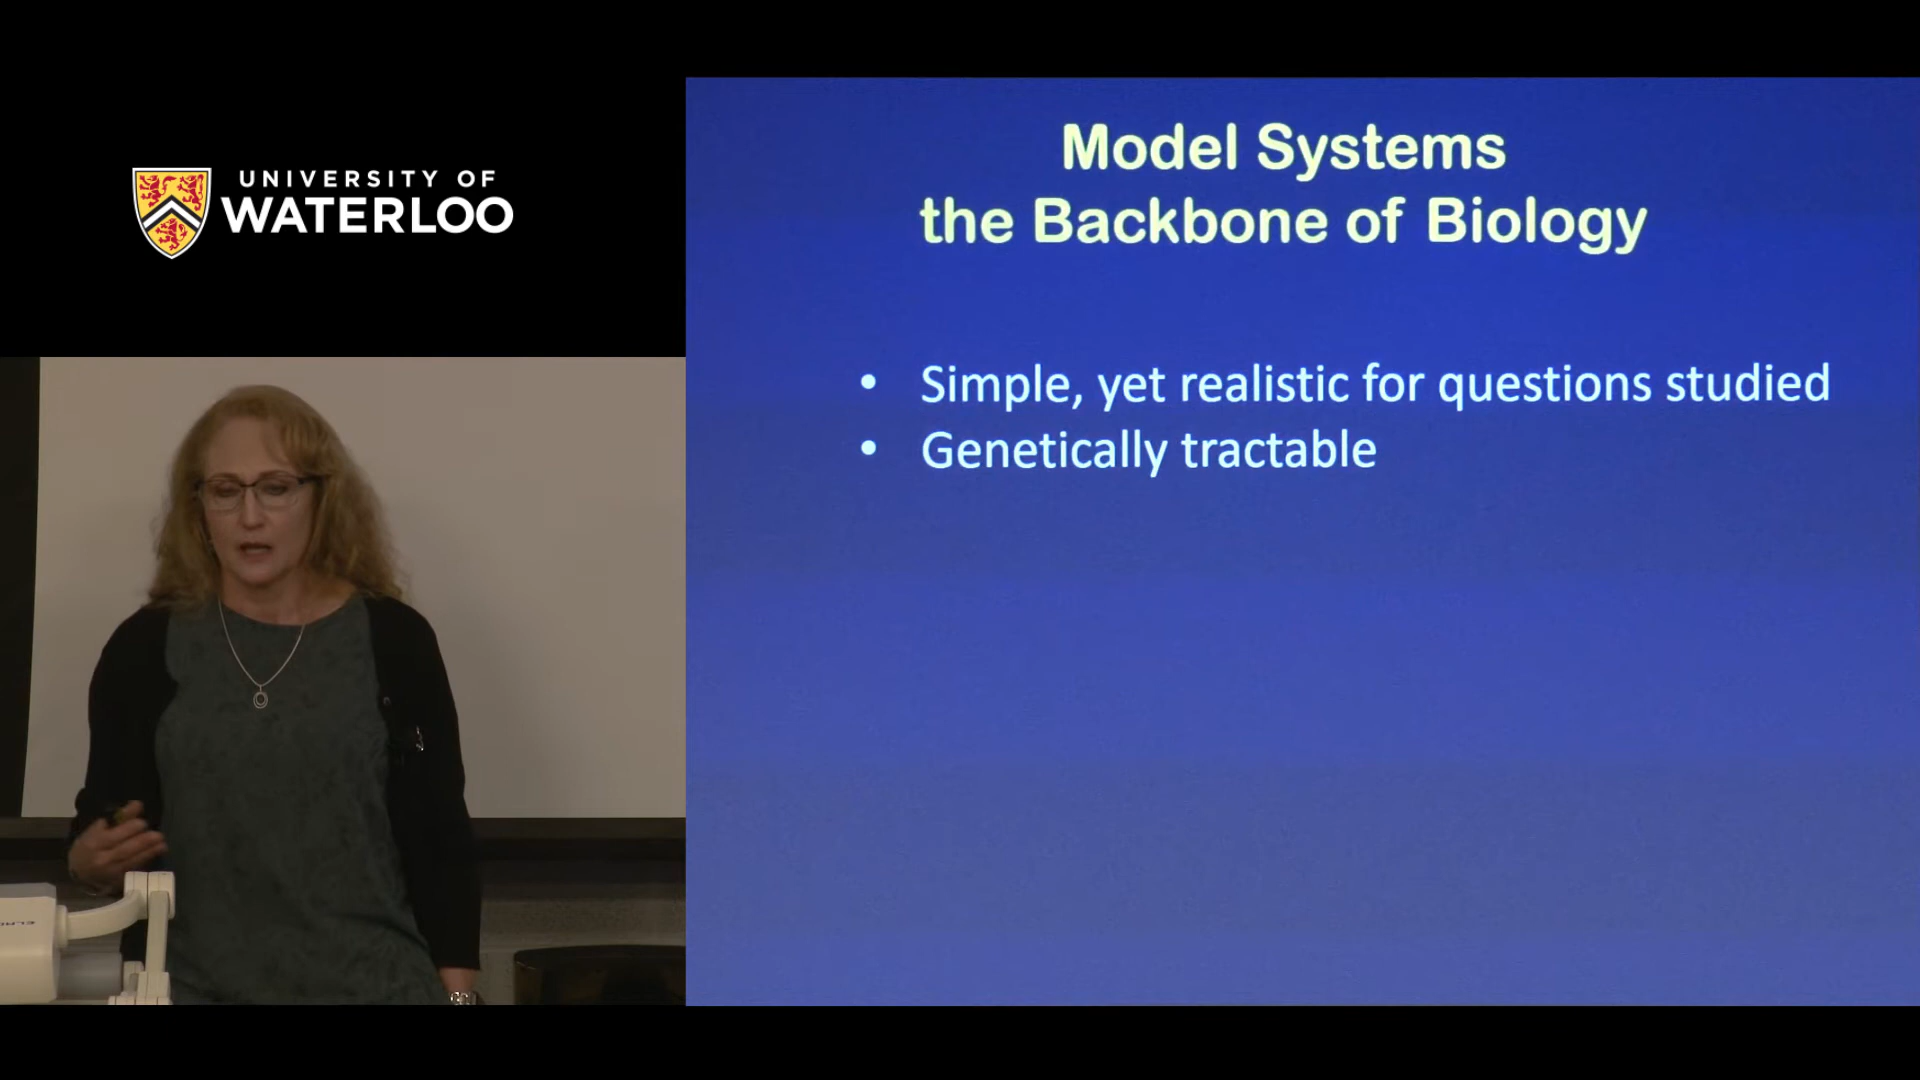 UNIVERSITY OF
WATERLOO
Model Systems
the Backbone of Biology
• Simple, yet realistic for questions studied
• Genetically tractable